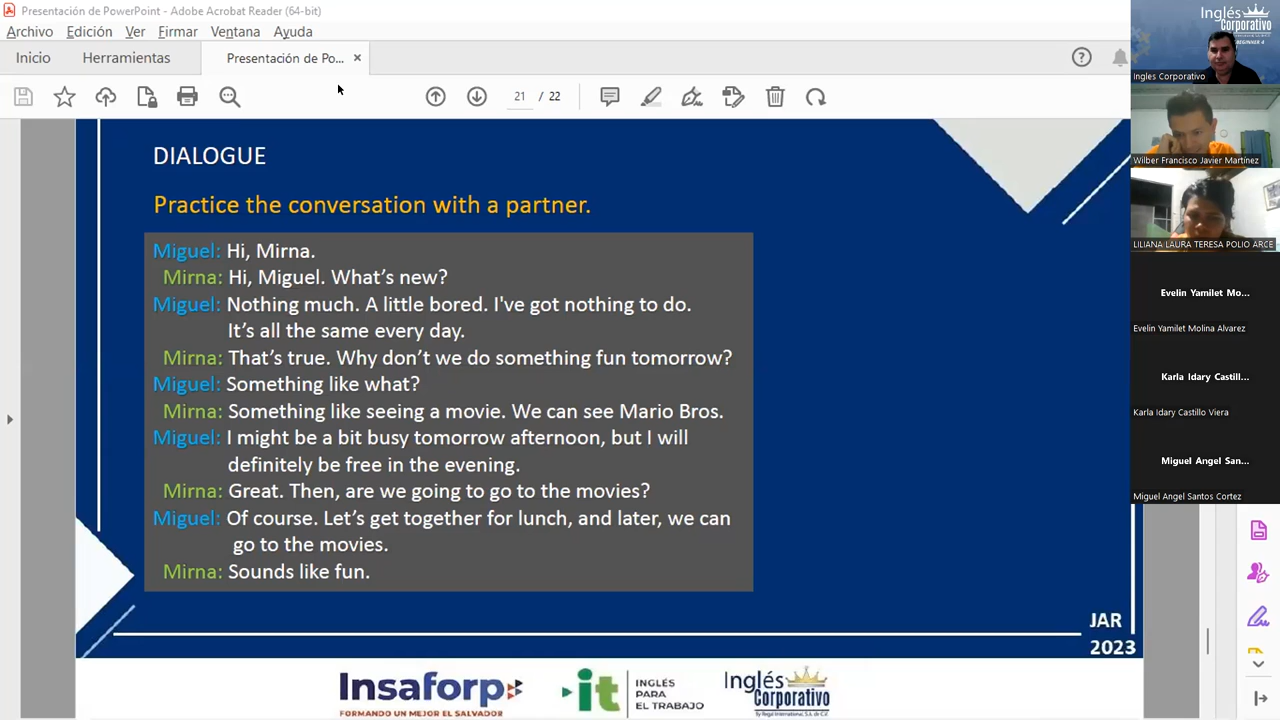 Presentación de PowerPoint - Adobe Acrobat Reader (64-bit)
Archivo Edición Ver Firmar Ventana Ayuda
Inicio Herramientas Presentación de Po... ×
21 / 22
DIALOGUE
Practice the conversation with a partner.
Miguel: Hi, Mirna.
Mirna: Hi, Miguel. What's new?
Miguel: Nothing much. A little bored. I've got nothing to do.
It's all the same every day.
Mirna: That's true. Why don't we do something fun tomorrow?
Miguel: Something like what?
Mirna: Something like seeing a movie. We can see Mario Bros.
Miguel: I might be a bit busy tomorrow afternoon, but I will
definitely be free in the evening.
Mirna: Great. Then, are we going to go to the movies?
Miguel: Of course. Let's get together for lunch, and later, we can
go to the movies.
Mirna: Sounds like fun.
JAR
2023
Insaforp
FORMANDO UN MEJOR EL SALVADOR
it
INGLÉS
PARA
EL TRABAJO
Inglés
Corporativo
By Regal International, S.A. de C.V.
Inglés
Corporativo
BEGINNER 4
Ingles Corporativo
Wilber Francisco Javier Martínez
LILIANA LAURA TERESA POLIO ARCE
Evelin Yamilet Mo...
Evelin Yamilet Molina Alvarez
Karla Idary Castill...
Karla Idary Castillo Viera
Miguel Angel San...
Miguel Angel Santos Cortez